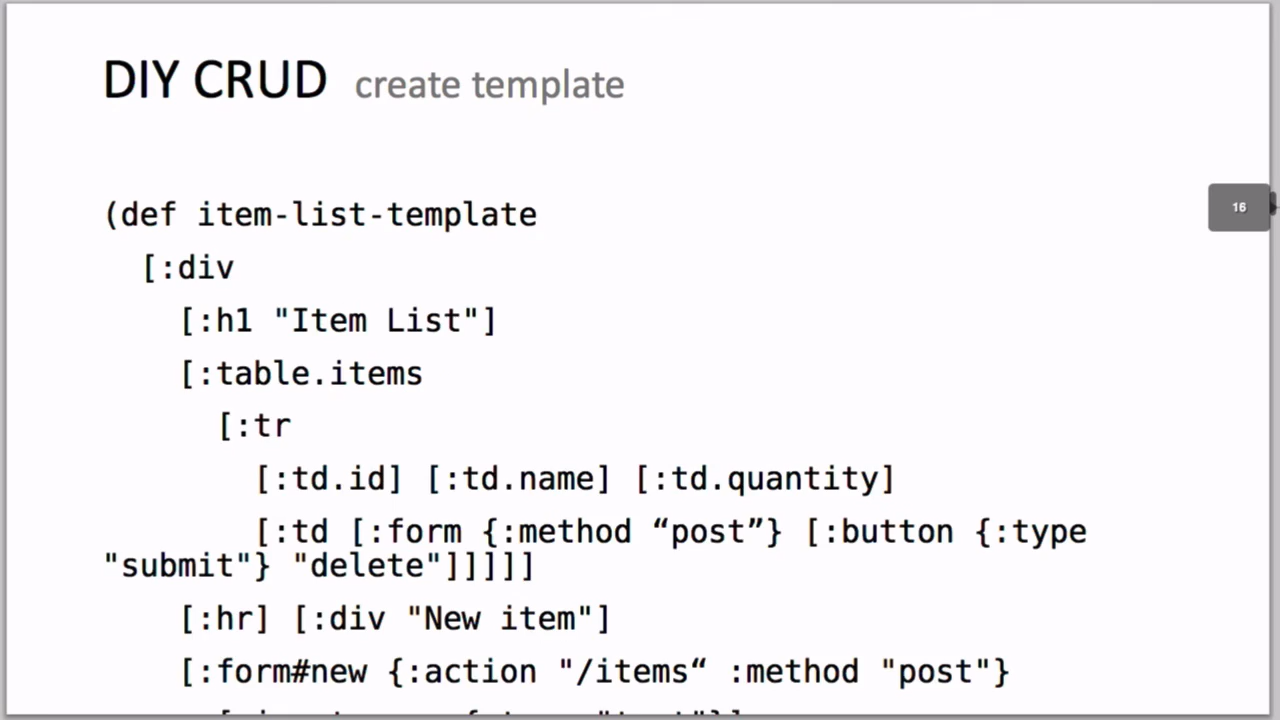 DIY CRUD create template
(def item-list-template
[:div
[:h1 "Item List"]
[:table.items
16
[:tr
[:td.id] [:td.name] [:td.quantity]
[:td [:form {:method “post”} [:button {:type
"submit"} "delete"]]]]]
[:hr] [:div "New item"]
[:form#new {:action "/items“ :method "post"}